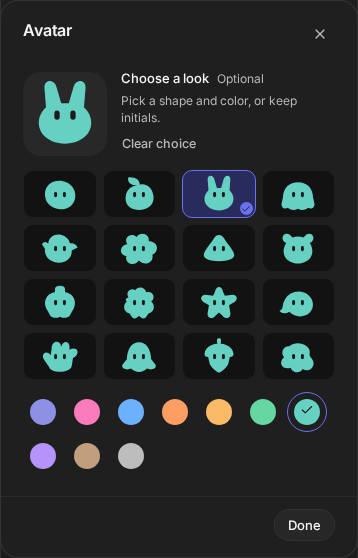 Avatar
Choose a look Optional
Pick a shape and color, or keep
initials.
Clear choice
Done